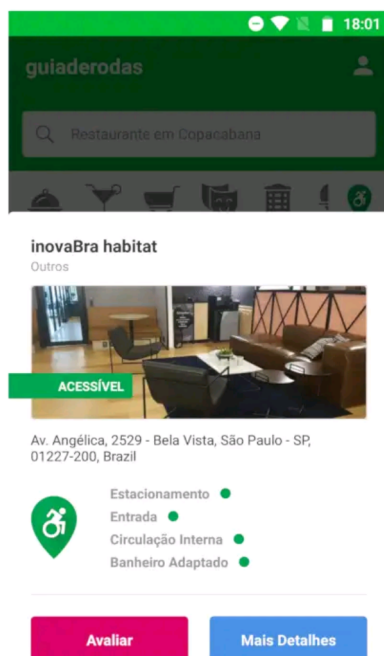 18:01
guiaderodas
Restaurante em Copacabana
inovaBra habitat
Outros
ACESSÍVEL
Av. Angélica, 2529 - Bela Vista, São Paulo - SP,
01227-200, Brazil
Estacionamento
Entrada
Circulação Interna
Banheiro Adaptado
Avaliar
Mais Detalhes